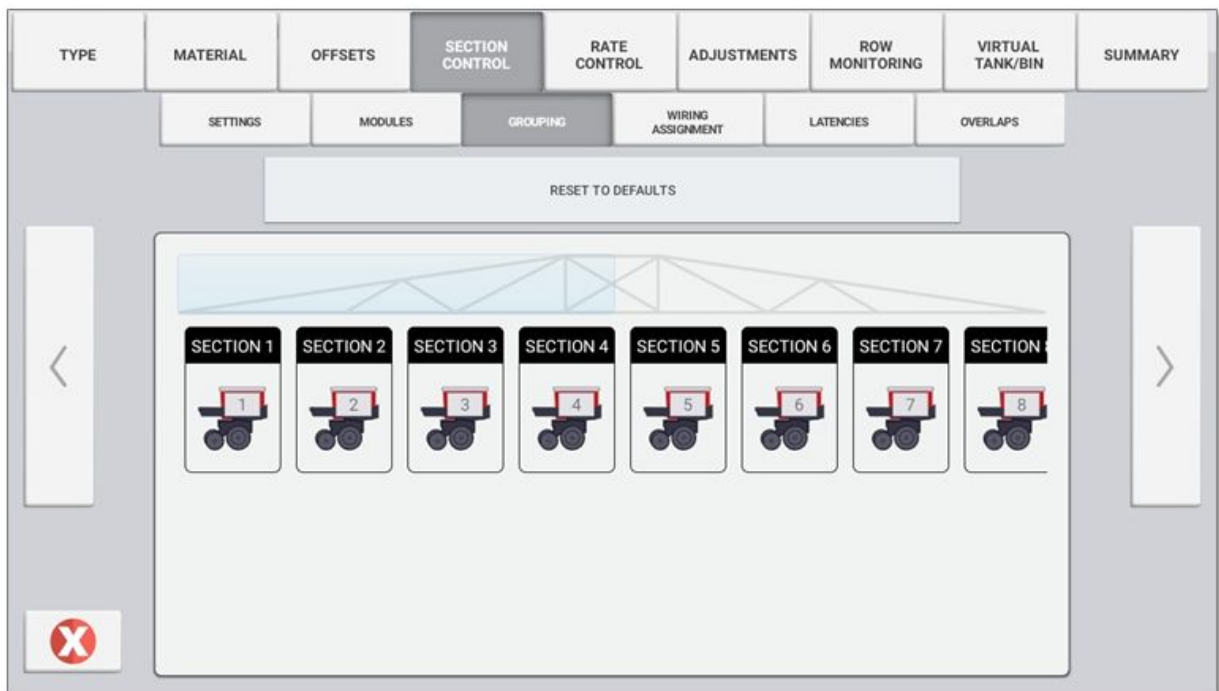 TYPE
MATERIAL
OFFSETS
SECTION
CONTROL
RATE
CONTROL
ADJUSTMENTS
ROW
MONITORING
VIRTUAL
TANK/BIN
SUMMARY
SETTINGS
MODULES
GROUPING
WIRING
ASSIGNMENT
LATENCIES
OVERLAPS
RESET TO DEFAULTS
SECTION 1
SECTION 2
SECTION 3
SECTION 4
SECTION 5
SECTION 6
SECTION 7
SECTION
1
2
3
4
5
6
7
8
X